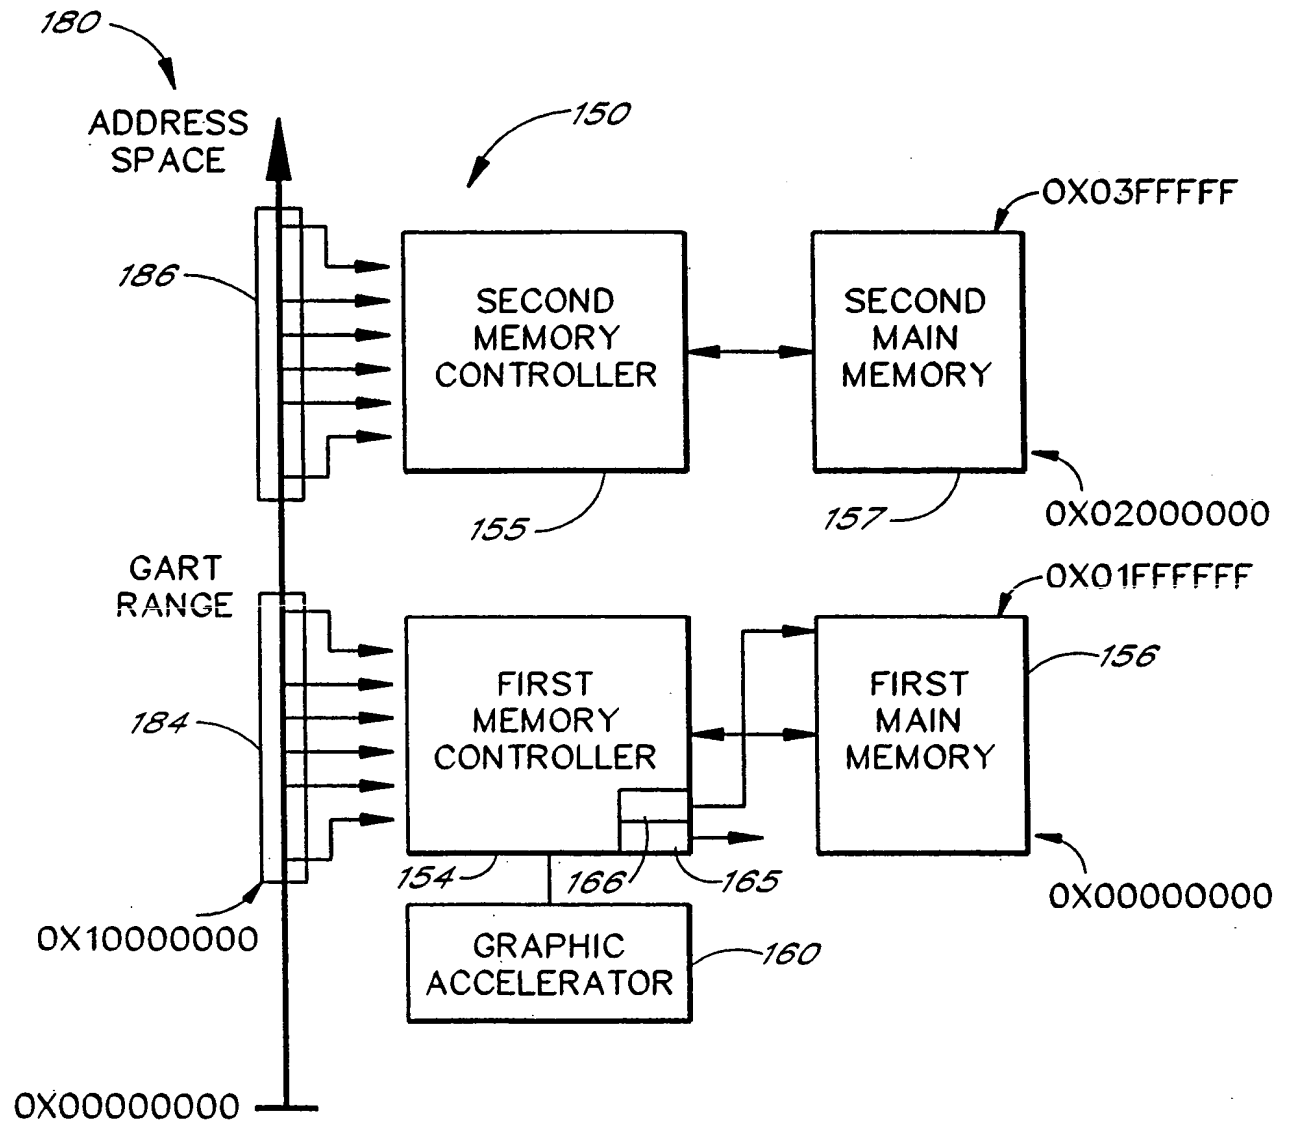 180
ADDRESS
SPACE
150
0X03FFFFF
186
SECOND
MEMORY
CONTROLLER
SECOND
MAIN
MEMORY
155
157
0X02000000
GART
RANGE
0X01FFFFFF
184
FIRST
MEMORY
CONTROLLER
FIRST
MAIN
MEMORY
156
154
166
165
0X00000000
0X10000000
GRAPHIC
ACCELERATOR
160
0X00000000